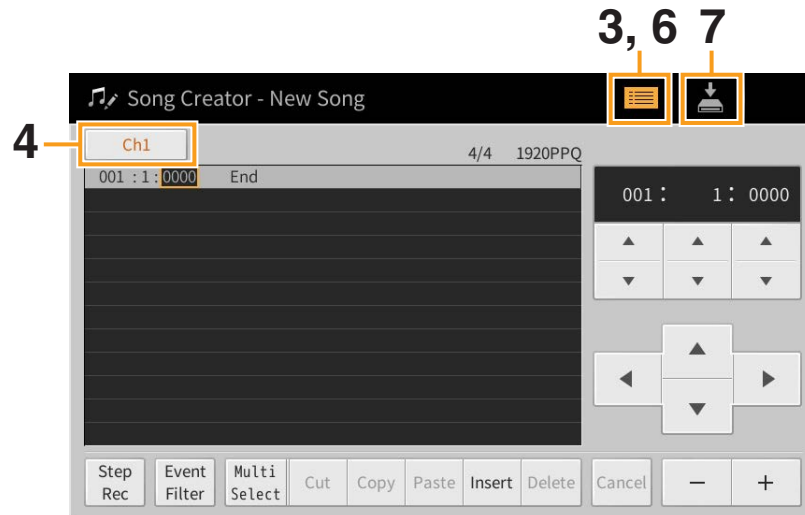 3, 6 7
Song Creator - New Song
4
Ch1
4/4 1920PPQ
001 : 1 : 0000 End
001 : 1 : 0000
Step Rec
Event Filter
Multi Select
Cut
Copy
Paste
Insert
Delete
Cancel
− +